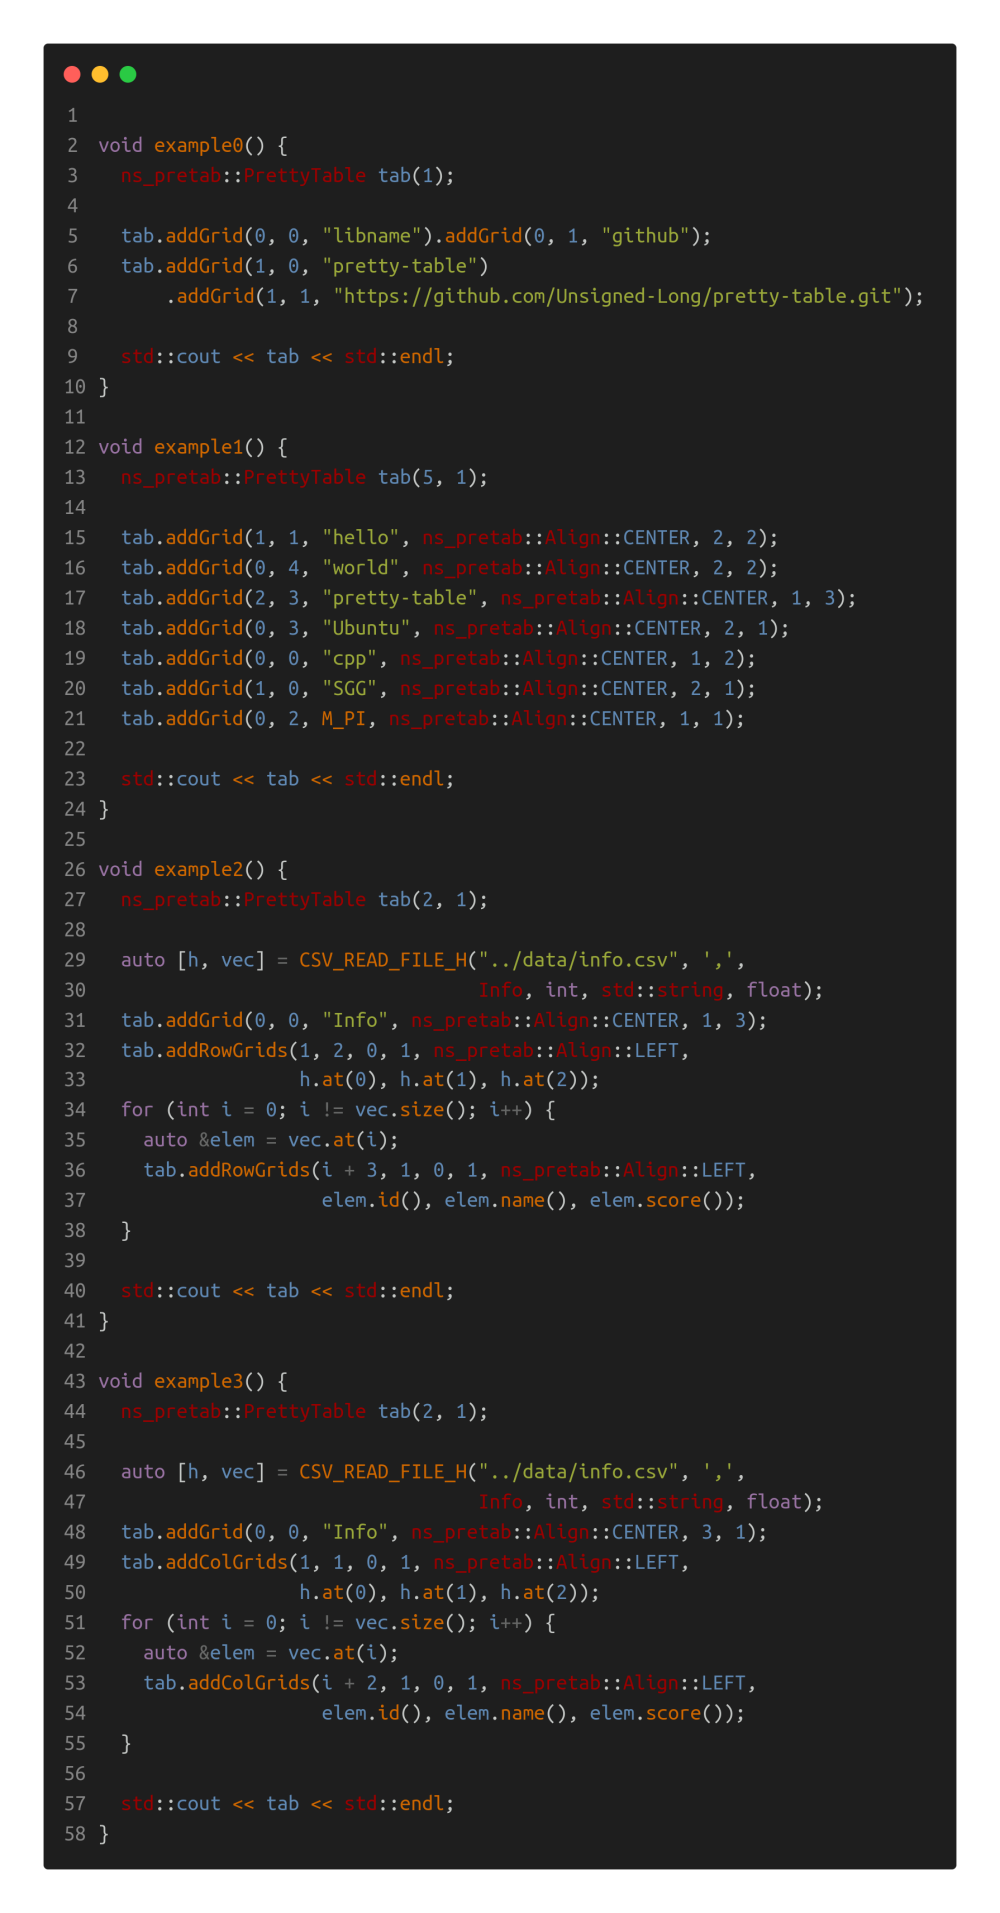 1
2 void example0() {
3   ns_pretab::PrettyTable tab(1);
4
5   tab.addGrid(0, 0, "libname").addGrid(0, 1, "github");
6   tab.addGrid(1, 0, "pretty-table")
7       .addGrid(1, 1, "https://github.com/Unsigned-Long/pretty-table.git");
8
9   std::cout << tab << std::endl;
10 }
11
12 void example1() {
13   ns_pretab::PrettyTable tab(5, 1);
14
15   tab.addGrid(1, 1, "hello", ns_pretab::Align::CENTER, 2, 2);
16   tab.addGrid(0, 4, "world", ns_pretab::Align::CENTER, 2, 2);
17   tab.addGrid(2, 3, "pretty-table", ns_pretab::Align::CENTER, 1, 3);
18   tab.addGrid(0, 3, "Ubuntu", ns_pretab::Align::CENTER, 2, 1);
19   tab.addGrid(0, 0, "cpp", ns_pretab::Align::CENTER, 1, 2);
20   tab.addGrid(1, 0, "SGG", ns_pretab::Align::CENTER, 2, 1);
21   tab.addGrid(0, 2, M_PI, ns_pretab::Align::CENTER, 1, 1);
22
23   std::cout << tab << std::endl;
24 }
25
26 void example2() {
27   ns_pretab::PrettyTable tab(2, 1);
28
29   auto [h, vec] = CSV_READ_FILE_H("../data/info.csv", ',',
30                                   Info, int, std::string, float);
31   tab.addGrid(0, 0, "Info", ns_pretab::Align::CENTER, 1, 3);
32   tab.addRowGrids(1, 2, 0, 1, ns_pretab::Align::LEFT,
33                   h.at(0), h.at(1), h.at(2));
34   for (int i = 0; i != vec.size(); i++) {
35     auto &elem = vec.at(i);
36     tab.addRowGrids(i + 3, 1, 0, 1, ns_pretab::Align::LEFT,
37                     elem.id(), elem.name(), elem.score());
38   }
39
40   std::cout << tab << std::endl;
41 }
42
43 void example3() {
44   ns_pretab::PrettyTable tab(2, 1);
45
46   auto [h, vec] = CSV_READ_FILE_H("../data/info.csv", ',',
47                                   Info, int, std::string, float);
48   tab.addGrid(0, 0, "Info", ns_pretab::Align::CENTER, 3, 1);
49   tab.addColGrids(1, 1, 0, 1, ns_pretab::Align::LEFT,
50                   h.at(0), h.at(1), h.at(2));
51   for (int i = 0; i != vec.size(); i++) {
52     auto &elem = vec.at(i);
53     tab.addColGrids(i + 2, 1, 0, 1, ns_pretab::Align::LEFT,
54                     elem.id(), elem.name(), elem.score());
55   }
56
57   std::cout << tab << std::endl;
58 }